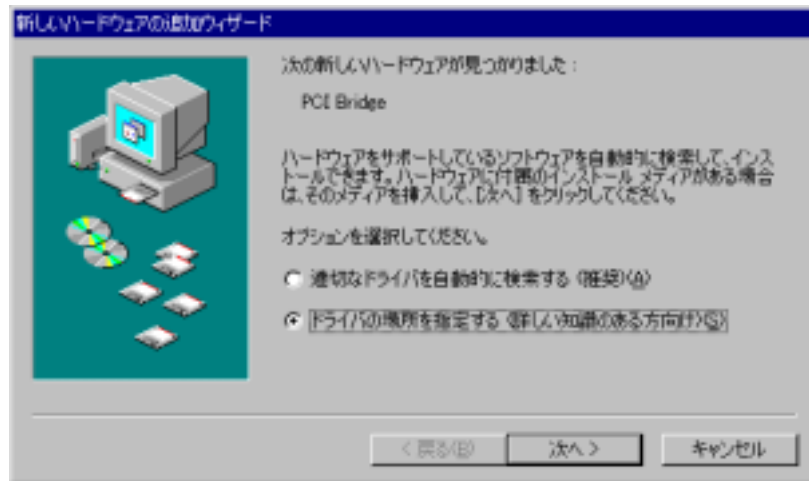 新しいハードウェアの追加ウィザード
次の新しいハードウェアが見つかりました :
PCI Bridge
ハードウェアをサポートしているソフトウェアを自動的に検索して、インス
トールできます。ハードウェアに付属のインストール メディアがある場合
は、そのメディアを挿入して、[次へ] をクリックしてください。
オプションを選択してください。
適切なドライバを自動的に検索する (推奨)(A)
ドライバの場所を指定する (詳しい知識のある方向け)(S)
< 戻る(B)
次へ >
キャンセル